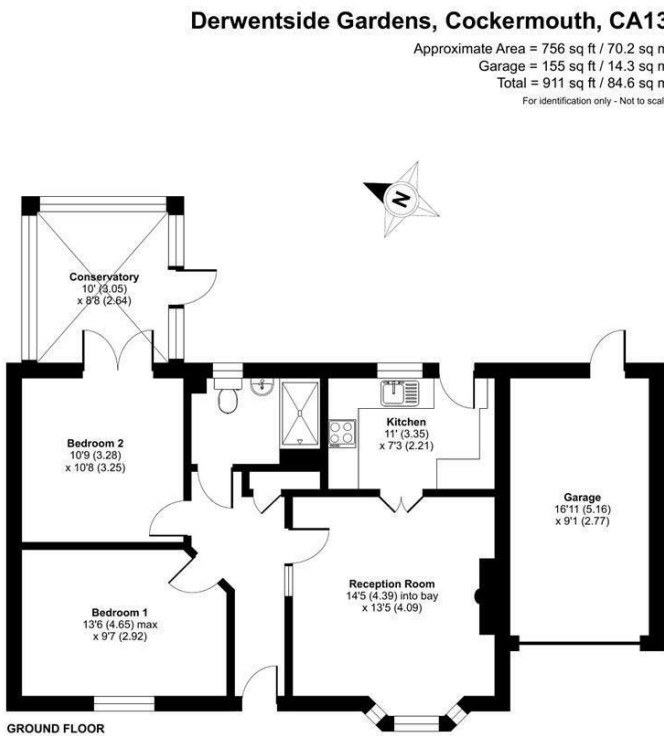 Derwentside Gardens, Cockermouth, CA13
Approximate Area = 756 sq ft / 70.2 sq m
Garage = 155 sq ft / 14.3 sq m
Total = 911 sq ft / 84.6 sq m
For identification only - Not to scal
N
Conservatory
10' (3.05)
x 8'8 (2.64)
Bedroom 2
10'9 (3.28)
x 10'8 (3.25)
Kitchen
11' (3.35)
x 7'3 (2.21)
Garage
16'11 (5.16)
x 9'1 (2.77)
Reception Room
14'5 (4.39) into bay
x 13'5 (4.09)
Bedroom 1
13'6 (4.65) max
x 9'7 (2.92)
GROUND FLOOR